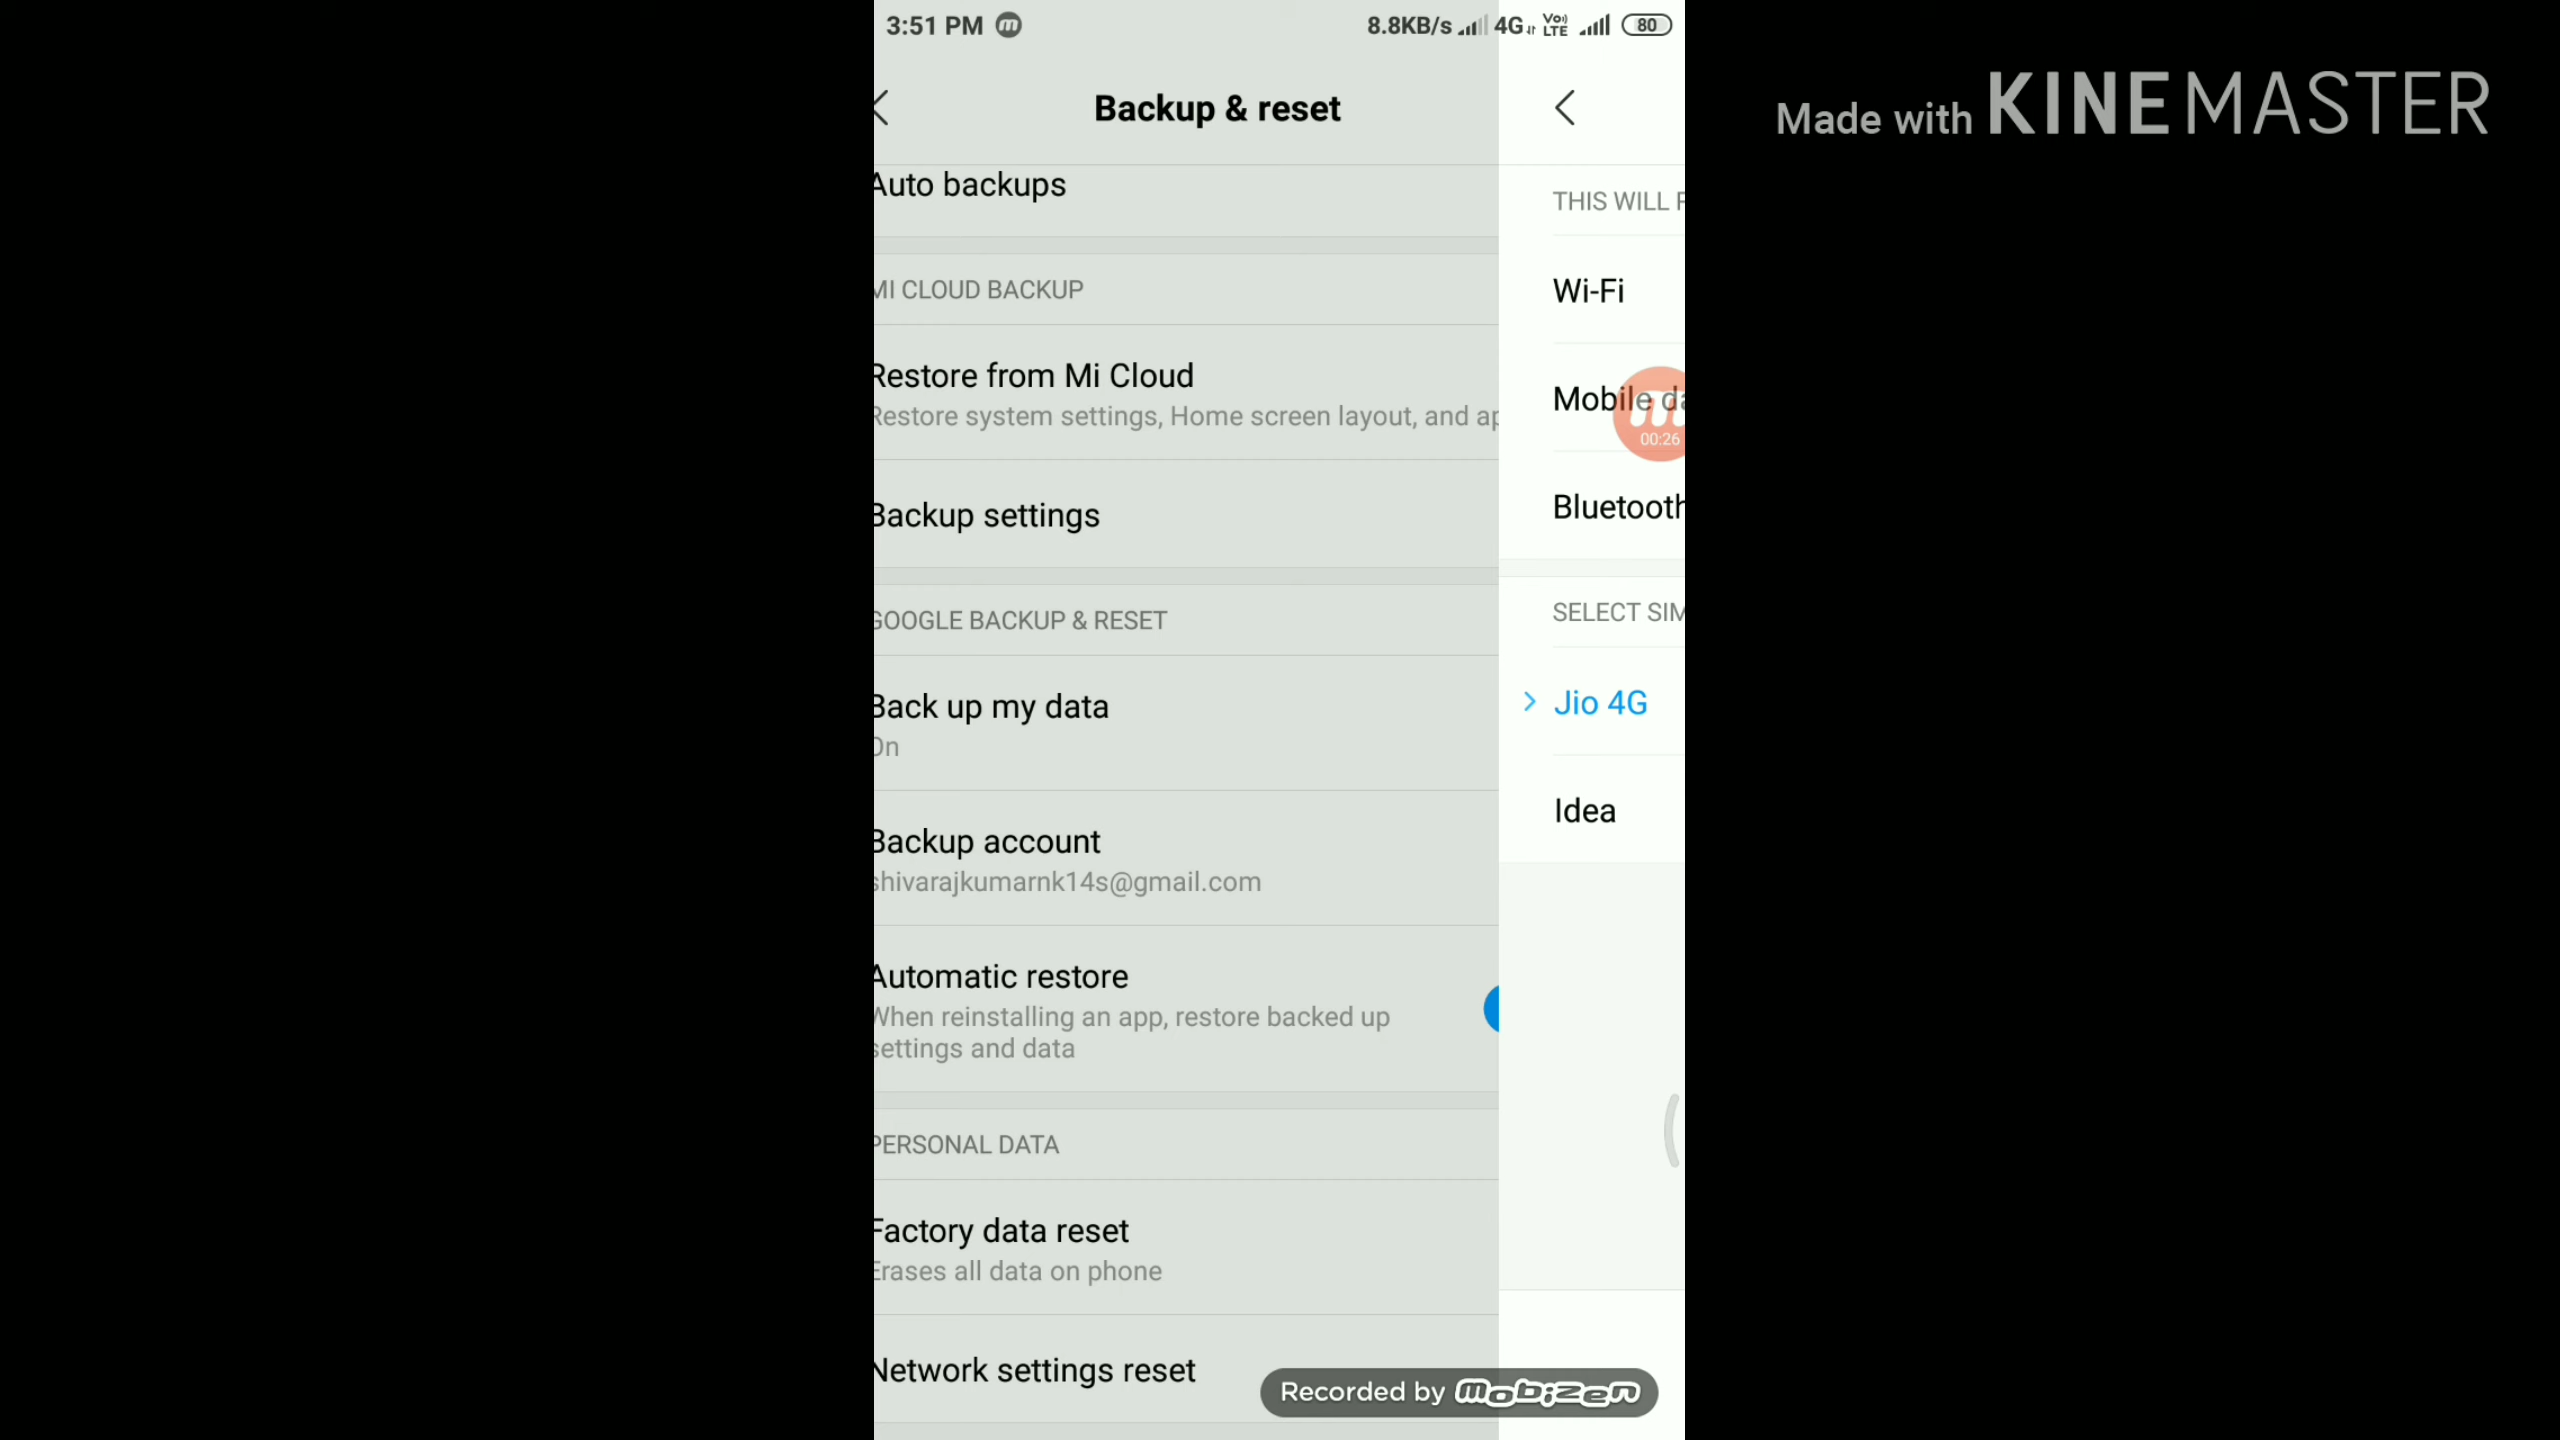 3:51 PM
8.8KB/s 4G VoLTE 80
Made with KINEMASTER
Backup & reset
Auto backups
MI CLOUD BACKUP
Restore from Mi Cloud
Restore system settings, Home screen layout, and ap
Backup settings
GOOGLE BACKUP & RESET
Back up my data
On
Backup account
shivarajkumarnk14s@gmail.com
Automatic restore
When reinstalling an app, restore backed up
settings and data
PERSONAL DATA
Factory data reset
Erases all data on phone
Network settings reset
THIS WILL
Wi-Fi
Mobile da
00:26
Bluetooth
SELECT SIM
Jio 4G
Idea
Recorded by mobizen